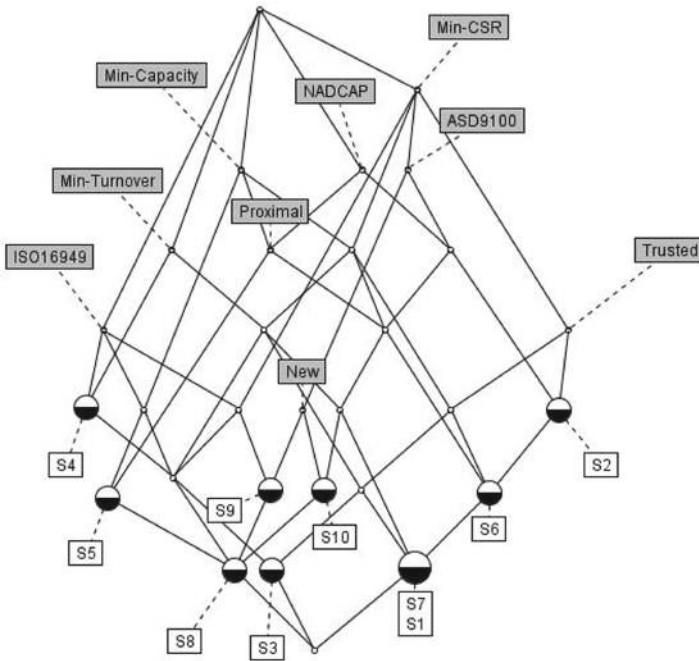 Min-CSR
Min-Capacity
NADCAP
ASD9100
Min-Turnover
Proximal
ISO16949
Trusted
New
S4
S2
S9
S10
S6
S5
S7
S1
S8
S3